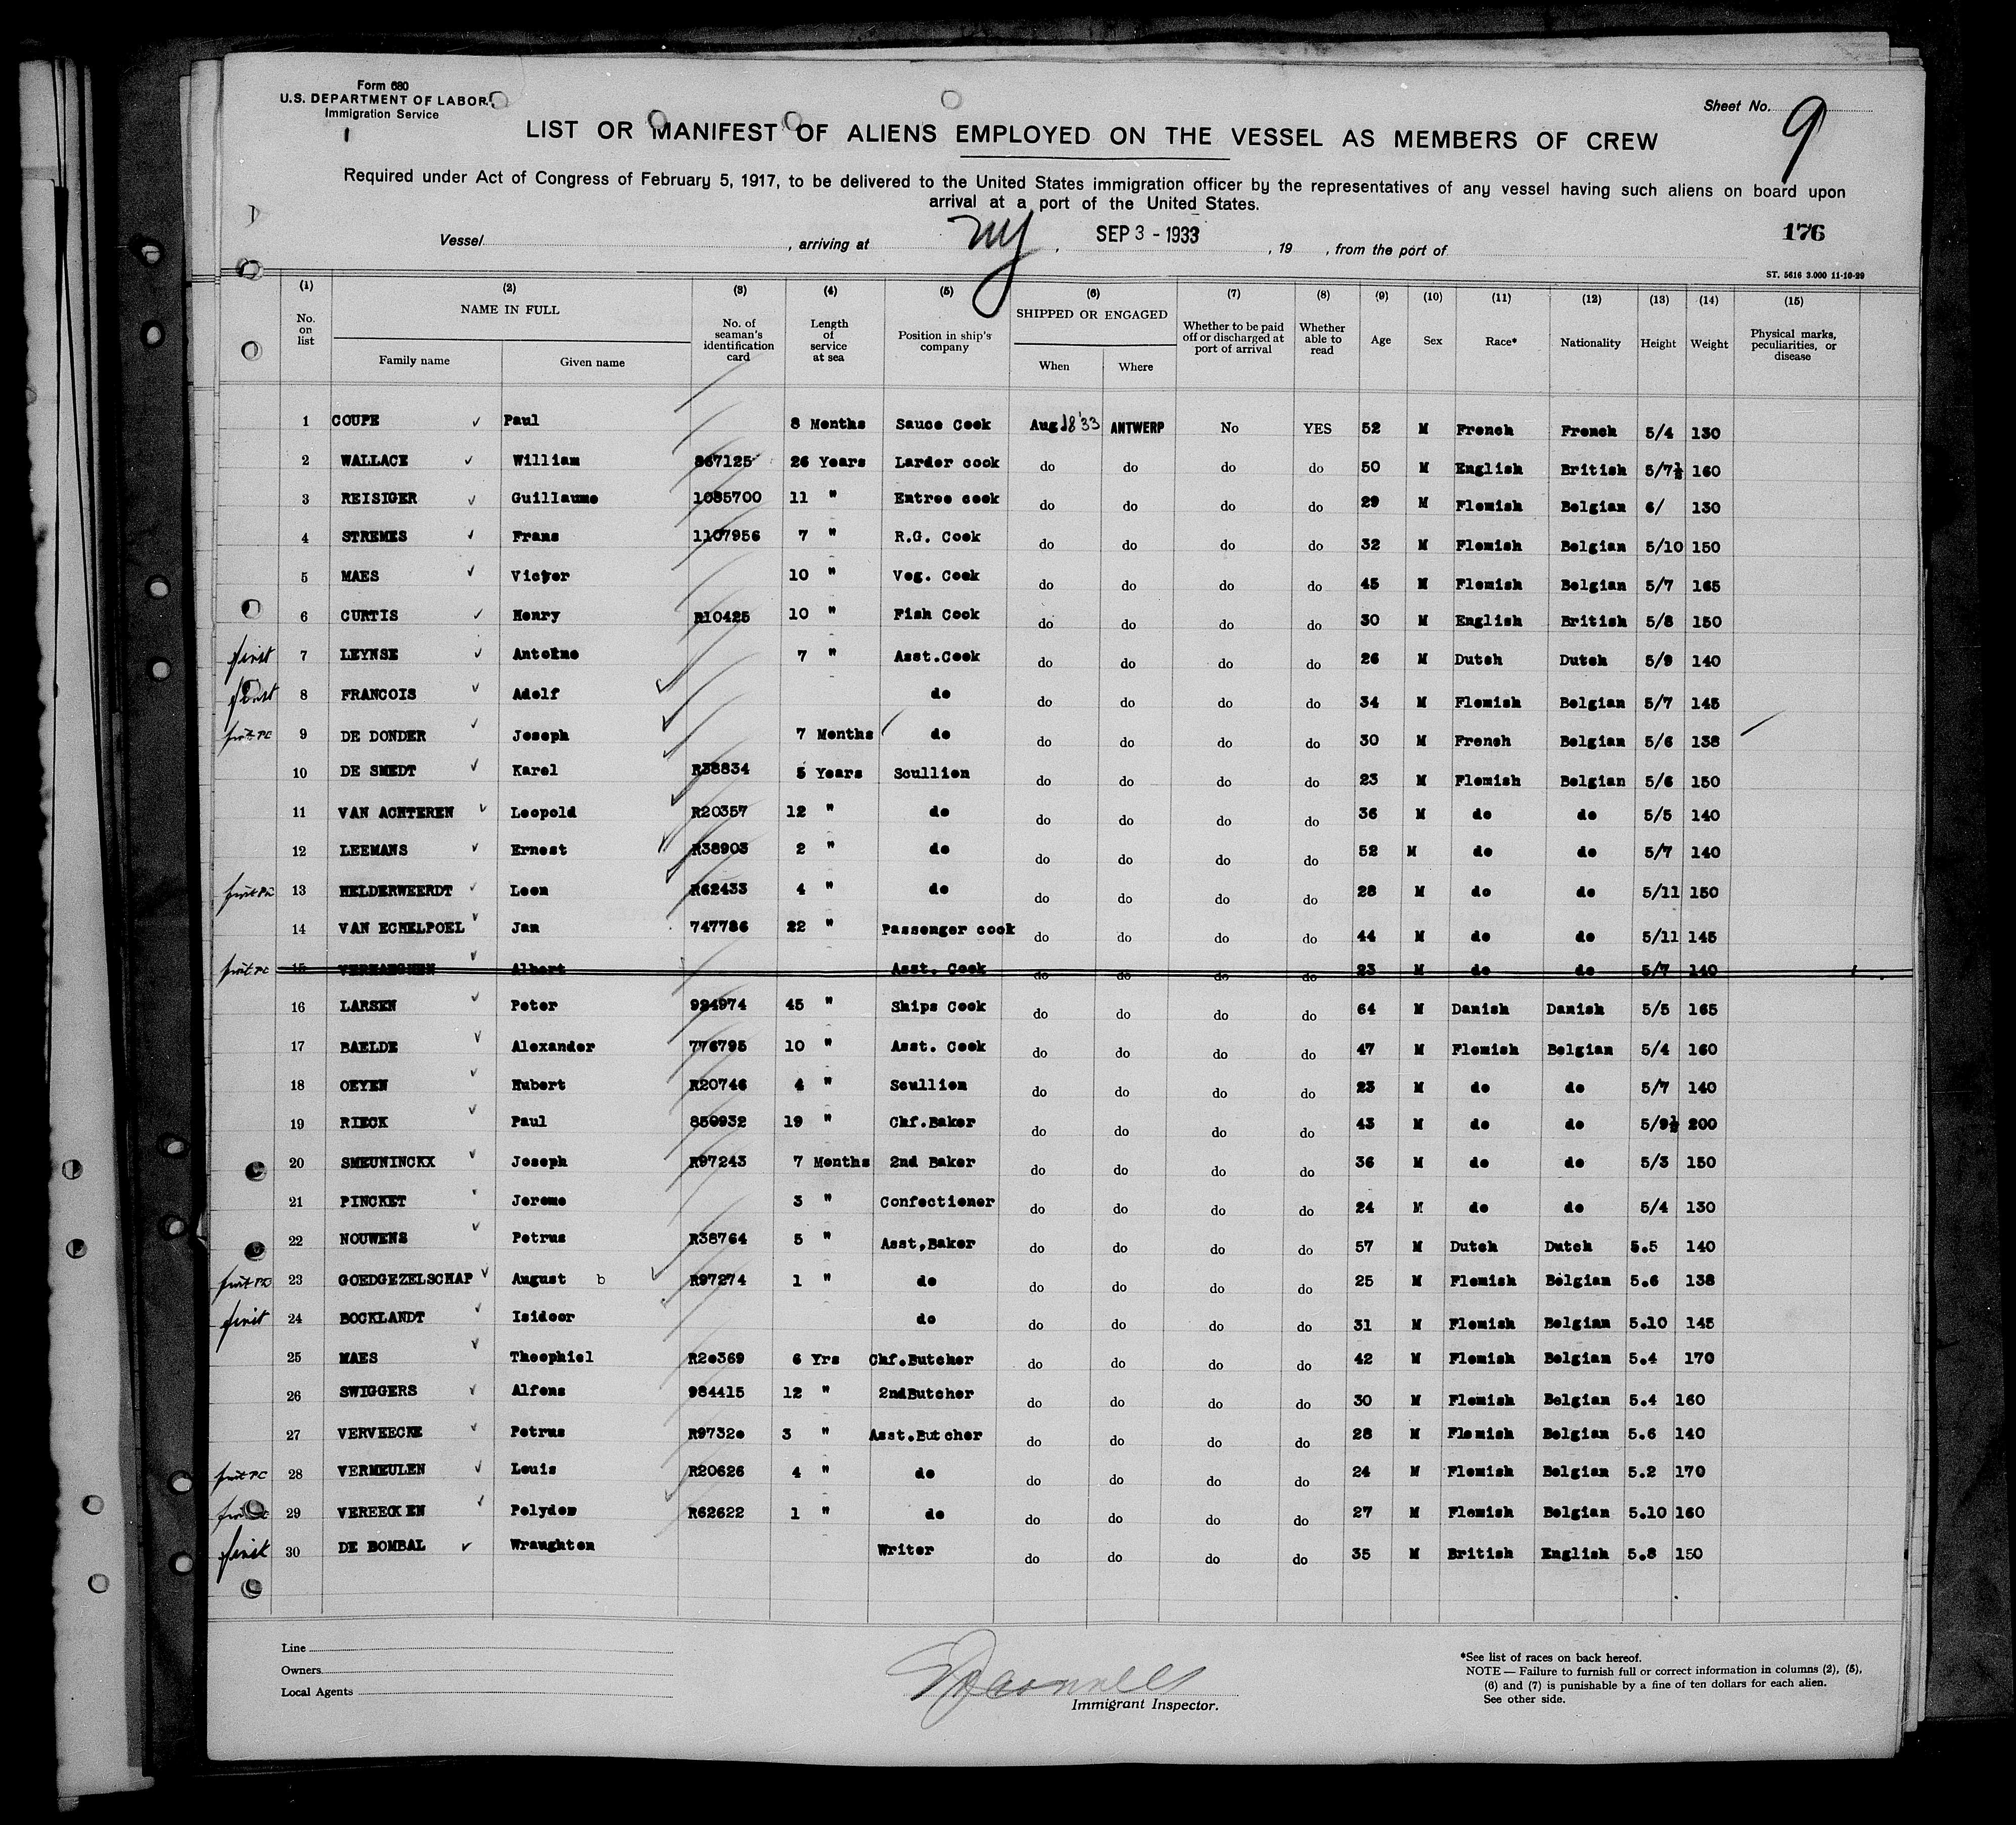 Form 680
U.S. DEPARTMENT OF LABOR
Immigration Service
Sheet No. 9
LIST OR MANIFEST OF ALIENS EMPLOYED ON THE VESSEL AS MEMBERS OF CREW
Required under Act of Congress of February 5, 1917, to be delivered to the United States immigration officer by the representatives of any vessel having such aliens on board upon
arrival at a port of the United States.
Vessel , arriving at NY , SEP 3 - 1933 , 19 , from the port of
176
ST. 5616 3.000 11-10-29
(1) (2) (3) (4) (5) (6) (7) (8) (9) (10) (11) (12) (13) (14) (15)
No. on list NAME IN FULL Family name Given name No. of seaman's identification card Length of service at sea Position in ship's company SHIPPED OR ENGAGED When Where Whether to be paid off or discharged at port of arrival Whether able to read Age Sex Race* Nationality Height Weight Physical marks, peculiarities, or disease
1 COUPE Paul 8 Months Sauce Cook Aug 18'33 ANTWERP No YES 52 M French French 5/4 130
2 WALLACE William 867125 26 Years Larder cook do do do do 50 M English British 5/7½ 160
3 REISIGER Guillaume 1085700 11 " Entree cook do do do do 29 M Flemish Belgian 6/ 130
4 STREMES Frans 1107956 7 " R.G. Cook do do do do 32 M Flemish Belgian 5/10 150
5 MAES Victor 10 " Veg. Cook do do do do 45 M Flemish Belgian 5/7 165
6 CURTIS Henry R10425 10 " Fish Cook do do do do 30 M English British 5/8 150
first 7 LEYNSE Antoine 7 " Asst.Cook do do do do 26 M Dutch Dutch 5/9 140
first 8 FRANCOIS Adolf do do do do do 34 M Flemish Belgian 5/7 145
first PC 9 DE DONDER Joseph 7 Months do do do do do 30 M French Belgian 5/6 138
10 DE SMEDT Karel R38834 5 Years Scullion do do do do 23 M Flemish Belgian 5/6 150
11 VAN ACHTEREN Leopold R20357 12 " do do do do do 36 M do do 5/5 140
12 LEEMANS Ernest R38903 2 " do do do do do 52 M do do 5/7 140
first PC 13 HELDERWEERDT Leon R62433 4 " do do do do do 28 M do do 5/11 150
14 VAN ECHELPOEL Jan 747786 22 " Passenger cook do do do do 44 M do do 5/11 145
first PC 15 VERHAEGHEN Albert Asst. Cook do do do do 23 M do do 5/7 140
16 LARSEN Peter 924974 45 " Ships Cook do do do do 64 M Danish Danish 5/5 165
17 BAELDE Alexander 776795 10 " Asst. Cook do do do do 47 M Flemish Belgian 5/4 160
18 OEYEN Hubert R20746 4 " Scullion do do do do 23 M do do 5/7 140
19 RIECK Paul 850932 19 " Chf.Baker do do do do 43 M do do 5/9½ 200
20 SMEUNINCKX Joseph R97243 7 Months 2nd Baker do do do do 36 M do do 5/3 150
21 PINCKET Jerome 3 " Confectioner do do do do 24 M do do 5/4 130
22 NOUWENS Petrus R38764 5 " Asst,Baker do do do do 57 M Dutch Dutch 5.5 140
first PC 23 GOEDGEZELSCHAP August b R97274 1 " do do do do do 25 M Flemish Belgian 5.6 138
first 24 BOCKLANDT Isidoor do do do do do 31 M Flemish Belgian 5.10 145
25 MAES Theophiel R2o369 6 Yrs Chf.Butcher do do do do 42 M Flemish Belgian 5.4 170
26 SWIGGERS Alfons 984415 12 " 2ndButcher do do do do 30 M Flemish Belgian 5.4 160
27 VERVEECKE Petrus R9732o 3 " Asst.Butcher do do do do 28 M Flemish Belgian 5.6 140
first PC 28 VERMEULEN Louis R20626 4 " do do do do do 24 M Flemish Belgian 5.2 170
first 29 VEREECKEN Polydor R62622 1 " do do do do do 27 M Flemish Belgian 5.10 160
first 30 DE BOMBAL Wraughton Writer do do do do 35 M British English 5.8 150
Line
Owners
Local Agents
Immigrant Inspector.
*See list of races on back hereof.
NOTE — Failure to furnish full or correct information in columns (2), (5),
(6) and (7) is punishable by a fine of ten dollars for each alien.
See other side.